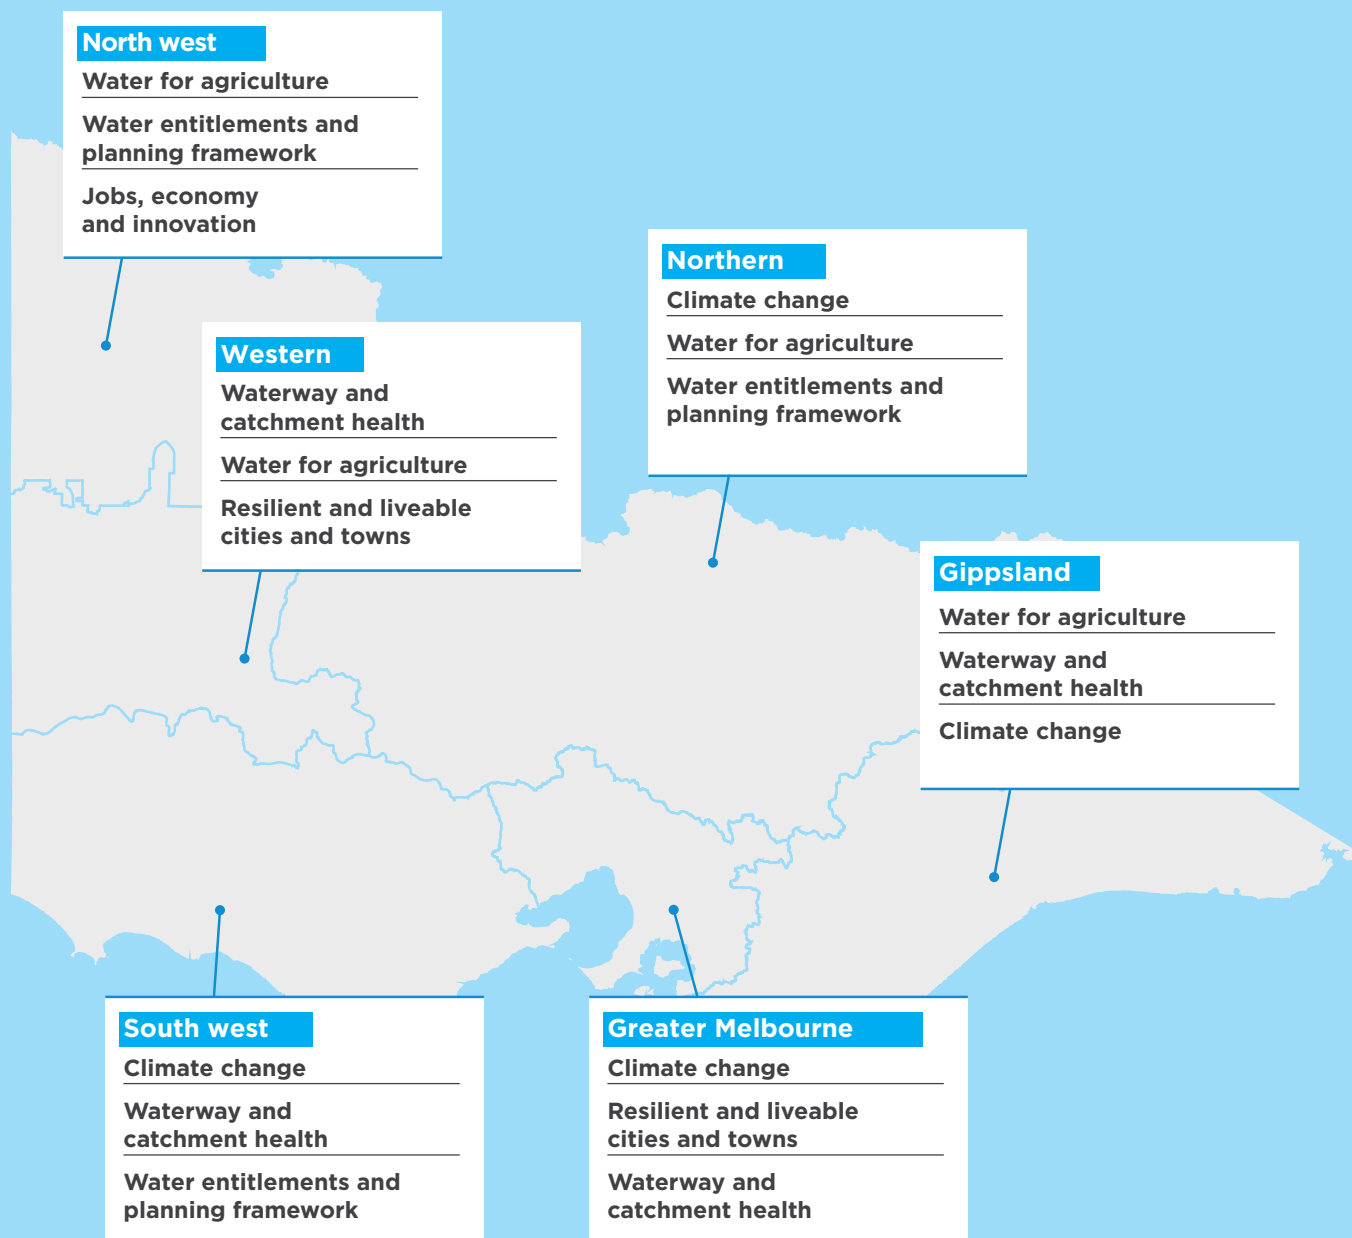 North west
Water for agriculture
Water entitlements and
planning framework
Jobs, economy
and innovation
Northern
Climate change
Water for agriculture
Water entitlements and
planning framework
Western
Waterway and
catchment health
Water for agriculture
Resilient and liveable
cities and towns
Gippsland
Water for agriculture
Waterway and
catchment health
Climate change
South west
Climate change
Waterway and
catchment health
Water entitlements and
planning framework
Greater Melbourne
Climate change
Resilient and liveable
cities and towns
Waterway and
catchment health